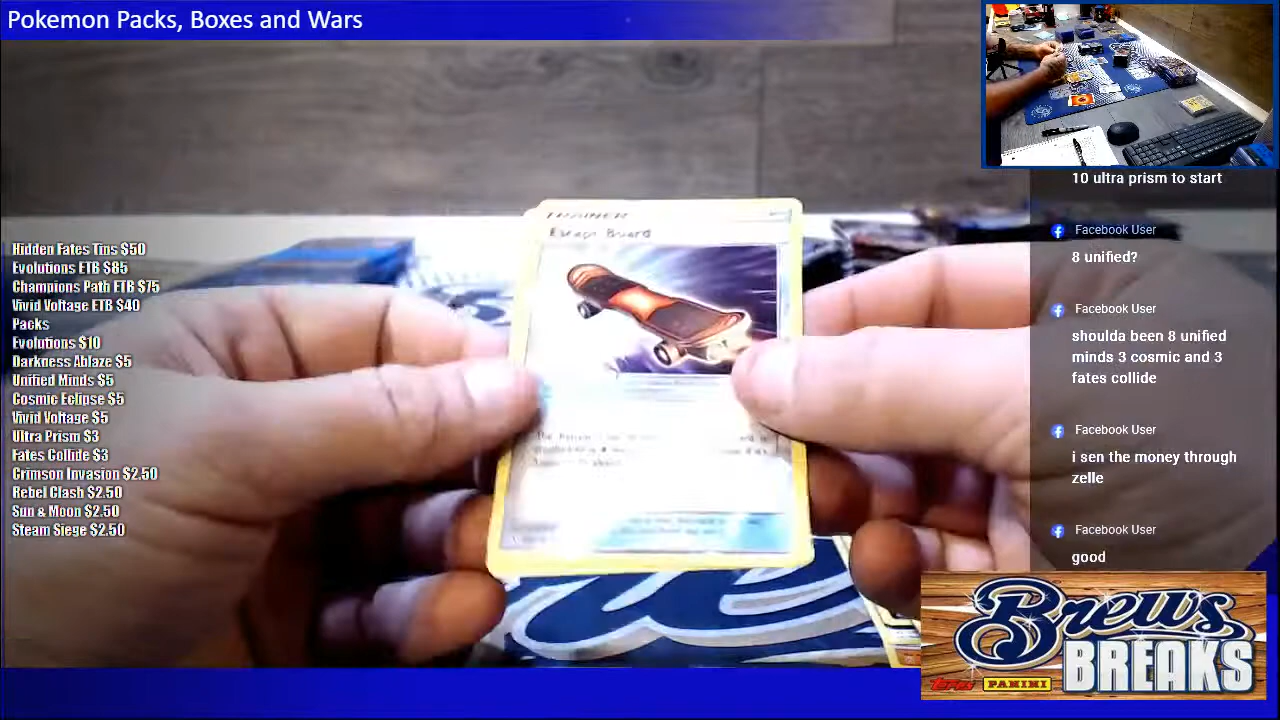 Pokemon Packs, Boxes and Wars
Hidden Fates Tins $50
Evolutions ETB $85
Champions Path ETB $75
Vivid Voltage ETB $40
Packs
Evolutions $10
Darkness Ablaze $5
Unified Minds $5
Cosmic Eclipse $5
Vivid Voltage $5
Ultra Prism $3
Fates Collide $3
Crimson Invasion $2.50
Rebel Clash $2.50
Sun & Moon $2.50
Steam Siege $2.50
TRAINER
Escape Board
10 ultra prism to start
Facebook User
8 unified?
Facebook User
shoulda been 8 unified
minds 3 cosmic and 3
fates collide
Facebook User
i sen the money through
zelle
Facebook User
good
Brews
BREAKS
topps PANINI